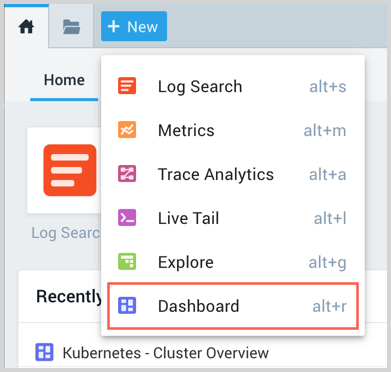 + New
Home
Log Search alt+s
Metrics alt+m
Trace Analytics alt+a
Live Tail alt+l
Explore alt+g
Dashboard alt+r
Log Searc
Recently
Kubernetes - Cluster Overview